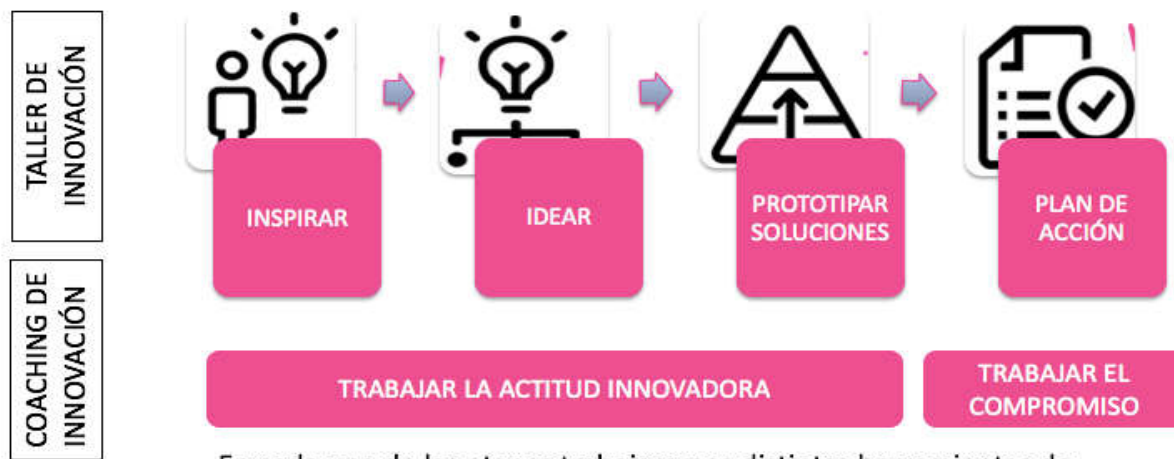 TALLER DE
INNOVACIÓN
INSPIRAR
IDEAR
PROTOTIPAR
SOLUCIONES
PLAN DE
ACCIÓN
COACHING DE
INNOVACIÓN
TRABAJAR LA ACTITUD INNOVADORA
TRABAJAR EL
COMPROMISO